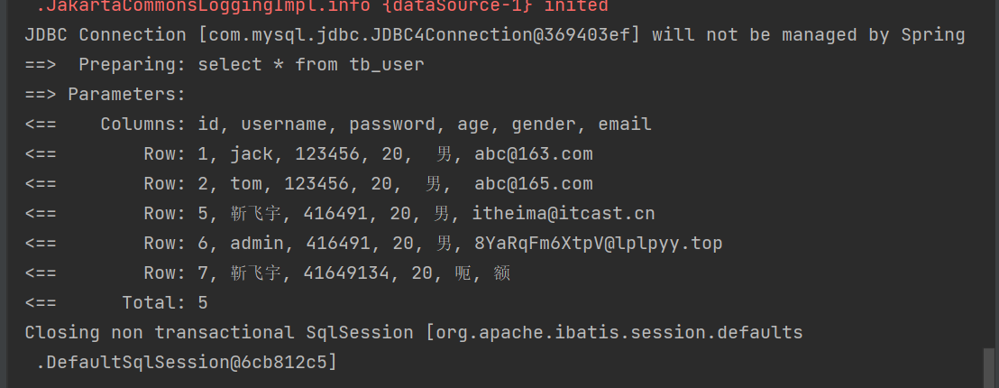 .JakartaCommonsLoggingImpl.info {dataSource-1} inited
JDBC Connection [com.mysql.jdbc.JDBC4Connection@369403ef] will not be managed by Spring
==>  Preparing: select * from tb_user
==> Parameters:
<==    Columns: id, username, password, age, gender, email
<==        Row: 1, jack, 123456, 20,  男, abc@163.com
<==        Row: 2, tom, 123456, 20,  男,  abc@165.com
<==        Row: 5, 靳飞宇, 416491, 20, 男, itheima@itcast.cn
<==        Row: 6, admin, 416491, 20, 男, 8YaRqFm6XtpV@lplpyy.top
<==        Row: 7, 靳飞宇, 41649134, 20, 呃, 额
<==      Total: 5
Closing non transactional SqlSession [org.apache.ibatis.session.defaults
.DefaultSqlSession@6cb812c5]